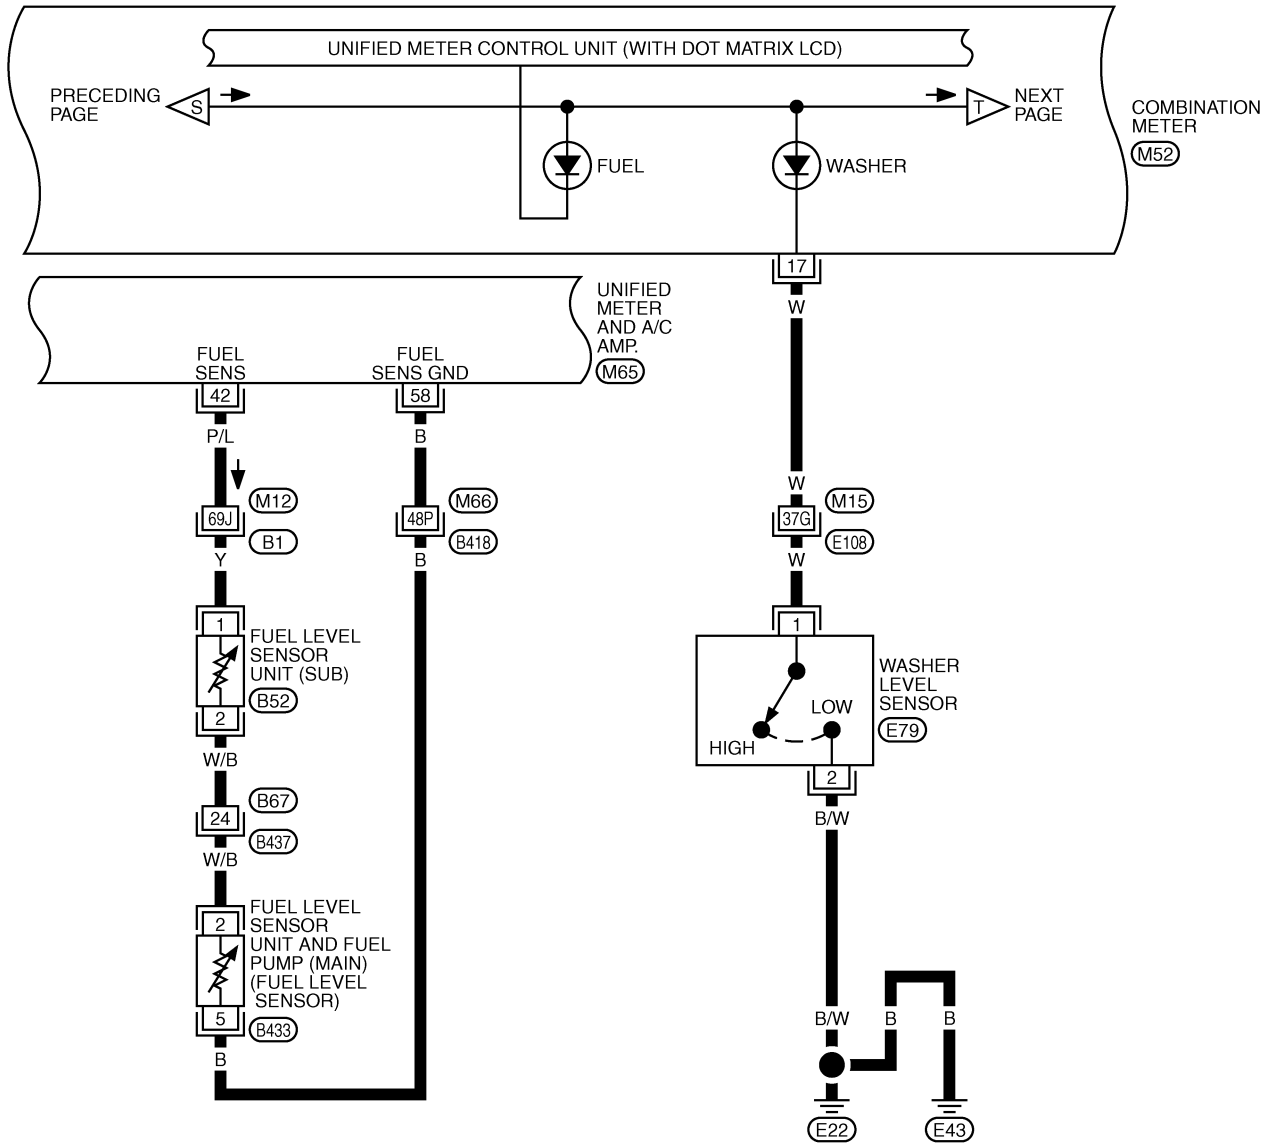 UNIFIED METER CONTROL UNIT (WITH DOT MATRIX LCD)
PRECEDING
PAGE
S
T
NEXT
PAGE
COMBINATION
METER
M52
FUEL
WASHER
17
W
UNIFIED
METER
AND A/C
AMP.
M65
FUEL
SENS
FUEL
SENS GND
42
58
P/L
B
W
M12
M66
M15
69J
48P
37G
B1
B418
E108
Y
B
W
1
1
FUEL LEVEL
SENSOR
UNIT (SUB)
B52
2
WASHER
LEVEL
SENSOR
E79
LOW
HIGH
2
W/B
B/W
B67
24
B437
W/B
2
FUEL LEVEL
SENSOR
UNIT AND FUEL
PUMP (MAIN)
(FUEL LEVEL
SENSOR)
5
B433
B
B/W
B
B
E22
E43